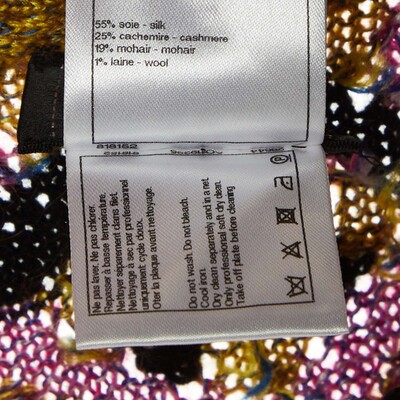 55% soie - silk
25% cachemire - cashmere
19% mohair - mohair
1% laine - wool
Ne pas laver. Ne pas chlorer.
Repasser à basse température.
Nettoyer séparement dans filet.
Nettoyage à sec par professionnel
uniquement cycle doux.
Oter la plaque avant nettoyage.
Do not wash. Do not bleach.
Cool iron.
Dry clean separately and in a net.
Only professional soft dry clean.
Take off plate before cleaning